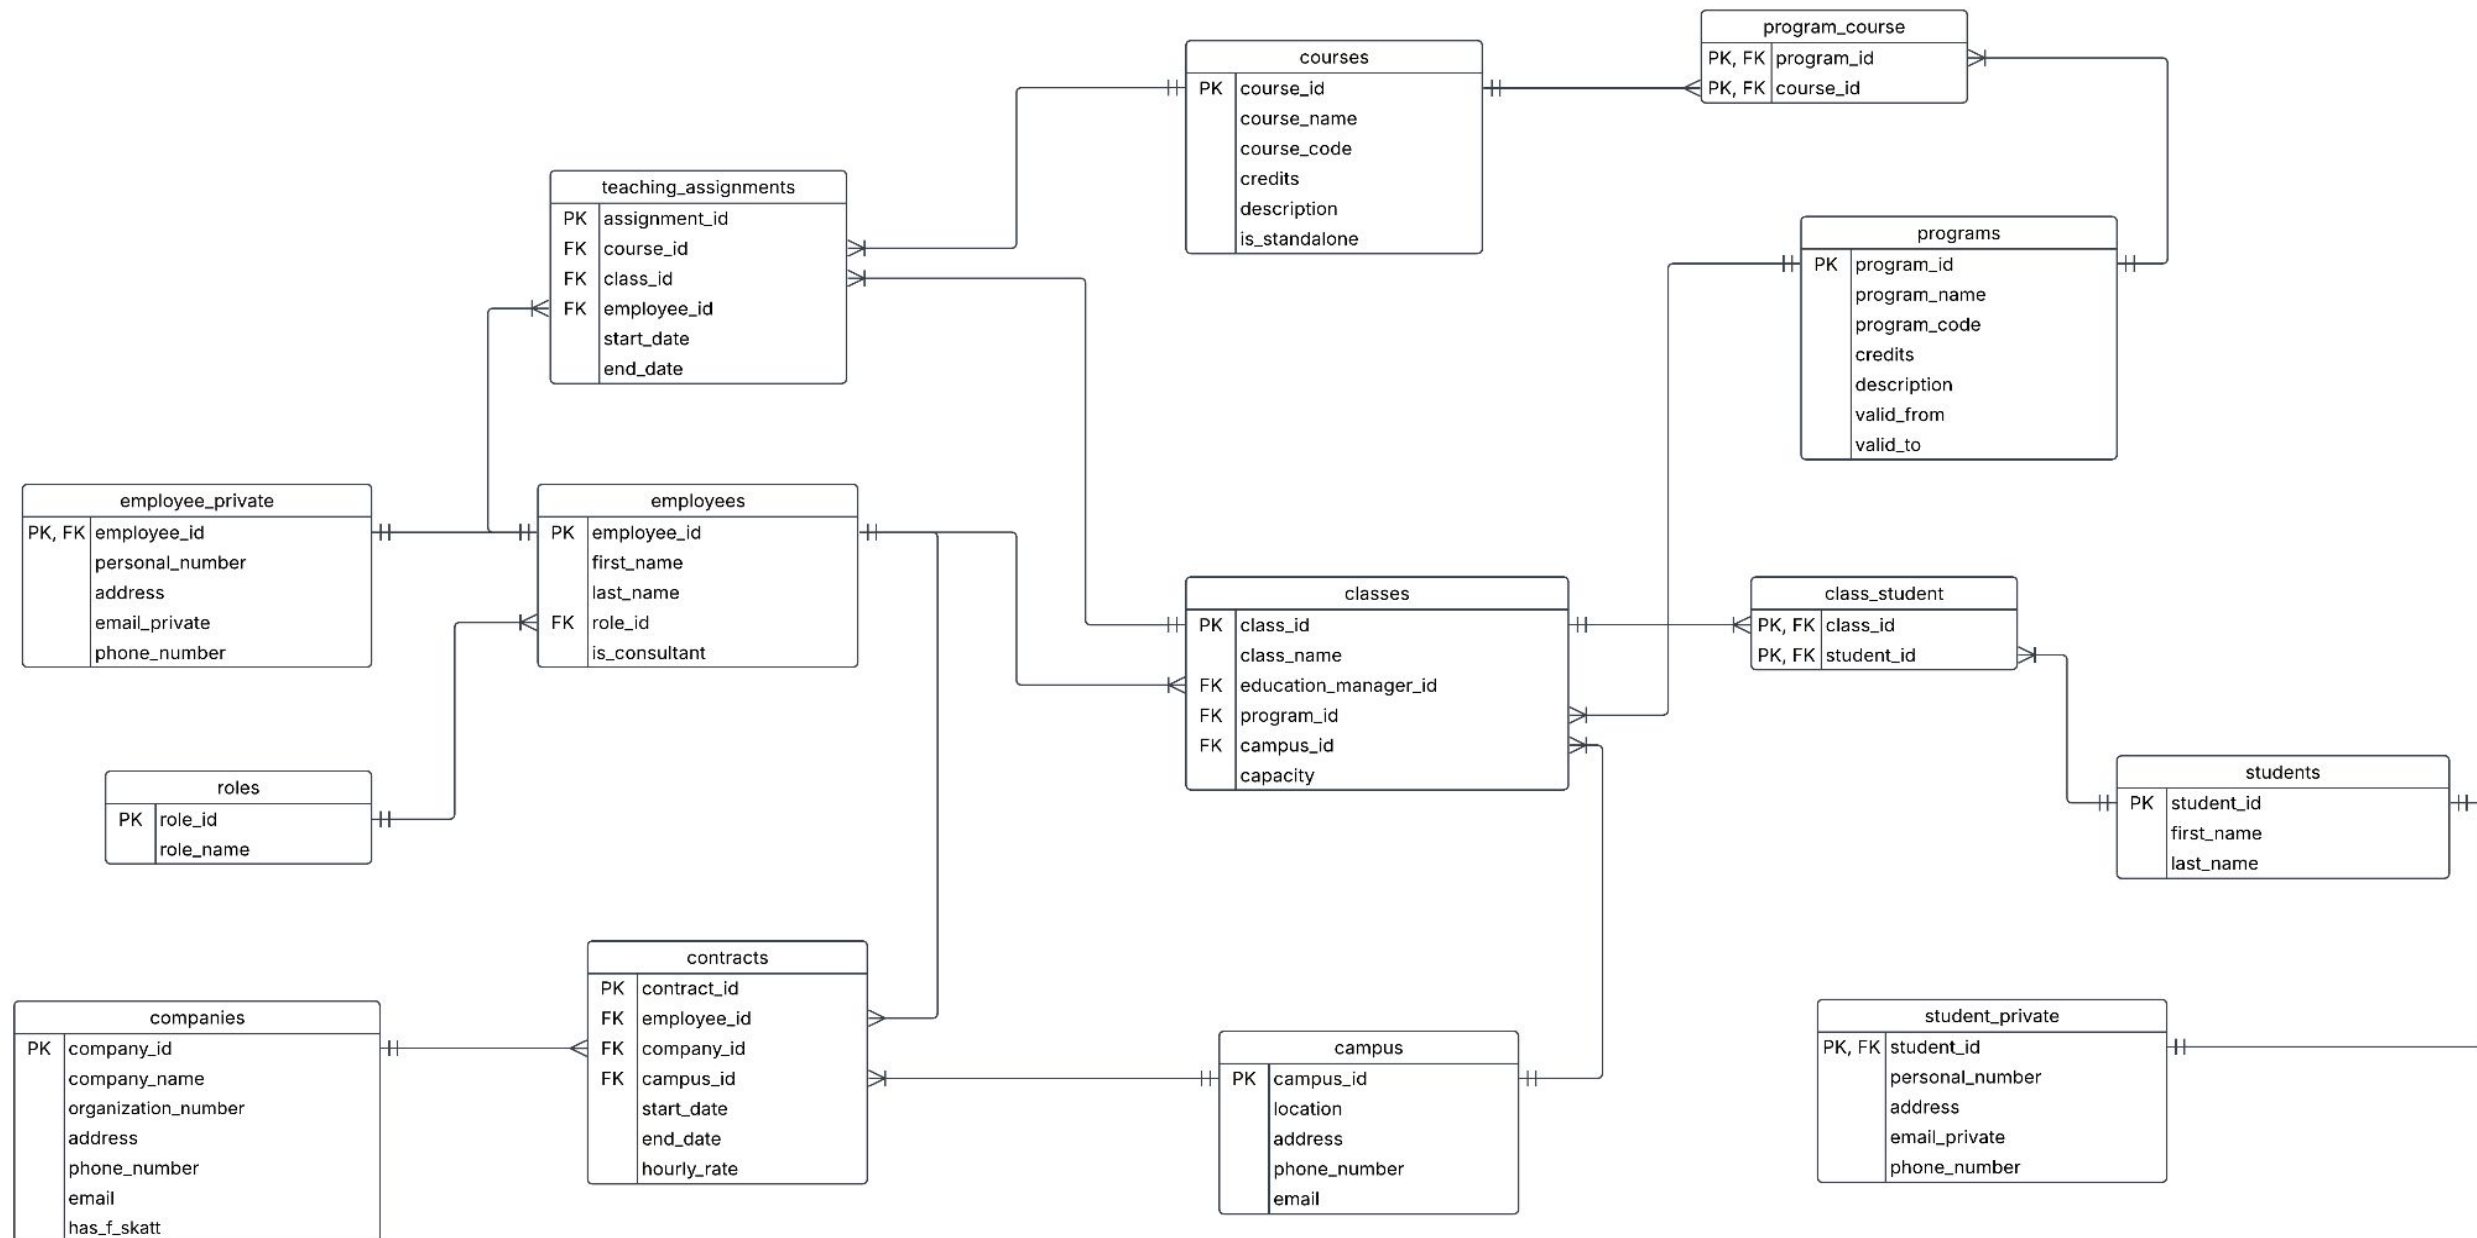 program_course
PK, FK program_id
PK, FK course_id
courses
PK course_id
course_name
course_code
credits
description
is_standalone
teaching_assignments
PK assignment_id
FK course_id
FK class_id
FK employee_id
start_date
end_date
programs
PK program_id
program_name
program_code
credits
description
valid_from
valid_to
employee_private
PK, FK employee_id
personal_number
address
email_private
phone_number
employees
PK employee_id
first_name
last_name
FK role_id
is_consultant
classes
PK class_id
class_name
FK education_manager_id
FK program_id
FK campus_id
capacity
class_student
PK, FK class_id
PK, FK student_id
roles
PK role_id
role_name
students
PK student_id
first_name
last_name
contracts
PK contract_id
FK employee_id
FK company_id
FK campus_id
start_date
end_date
hourly_rate
companies
PK company_id
company_name
organization_number
address
phone_number
email
has_f_skatt
campus
PK campus_id
location
address
phone_number
email
student_private
PK, FK student_id
personal_number
address
email_private
phone_number